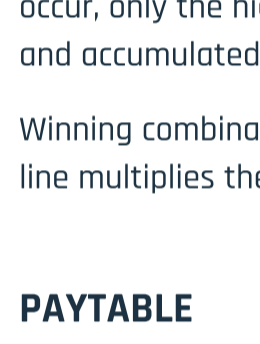 occur, only the
and accumulated
Winning
line multiplies
PAYTABLE